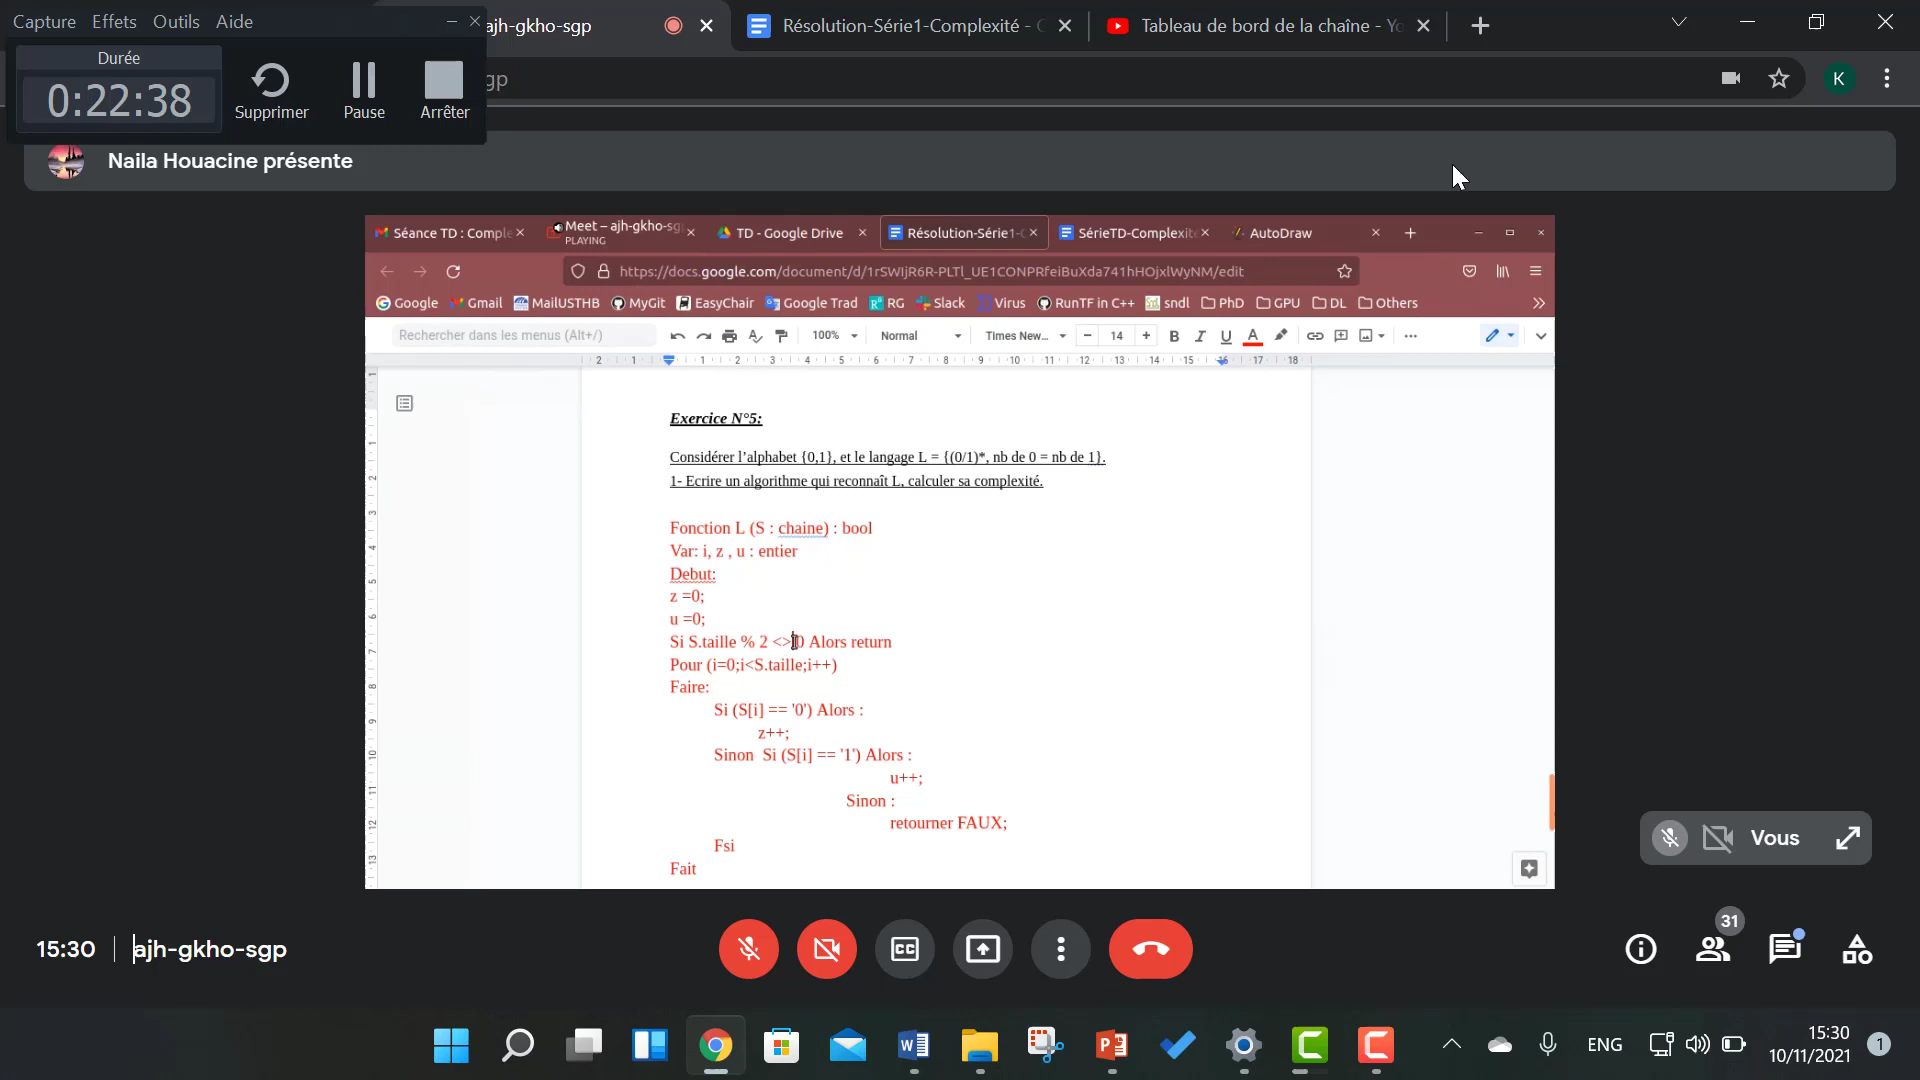 Capture Effets Outils Aide
Durée
0:22:38
Supprimer
Pause
Arrêter
ajh-gkho-sgp
Résolution-Série1-Complexité -
Tableau de bord de la chaîne -
gp
K
Naila Houacine présente
Séance TD : Comple
Meet – ajh-gkho-sg
PLAYING
TD - Google Drive
Résolution-Série1-
SérieTD-Complexit
AutoDraw
https://docs.google.com/document/d/1rSWIjR6R-PLTl_UE1CONPRfeiBuXda741hHOjxlWyNM/edit
Google Gmail MailUSTHB MyGit EasyChair Google Trad RG Slack Virus RunTF in C++ sndl PhD GPU DL Others
Rechercher dans les menus (Alt+/)
100% Normal Times New... 14
Exercice N°5:
Considérer l'alphabet {0,1}, et le langage L = {(0/1)*, nb de 0 = nb de 1}.
1- Ecrire un algorithme qui reconnaît L, calculer sa complexité.
Fonction L (S : chaine) : bool
Var: i, z , u : entier
Debut:
z =0;
u =0;
Si S.taille % 2 <> 0 Alors return
Pour (i=0;i<S.taille;i++)
Faire:
Si (S[i] == '0') Alors :
z++;
Sinon Si (S[i] == '1') Alors :
u++;
Sinon :
retourner FAUX;
Fsi
Fait
Vous
15:30
ajh-gkho-sgp
31
ENG
15:30
10/11/2021
1